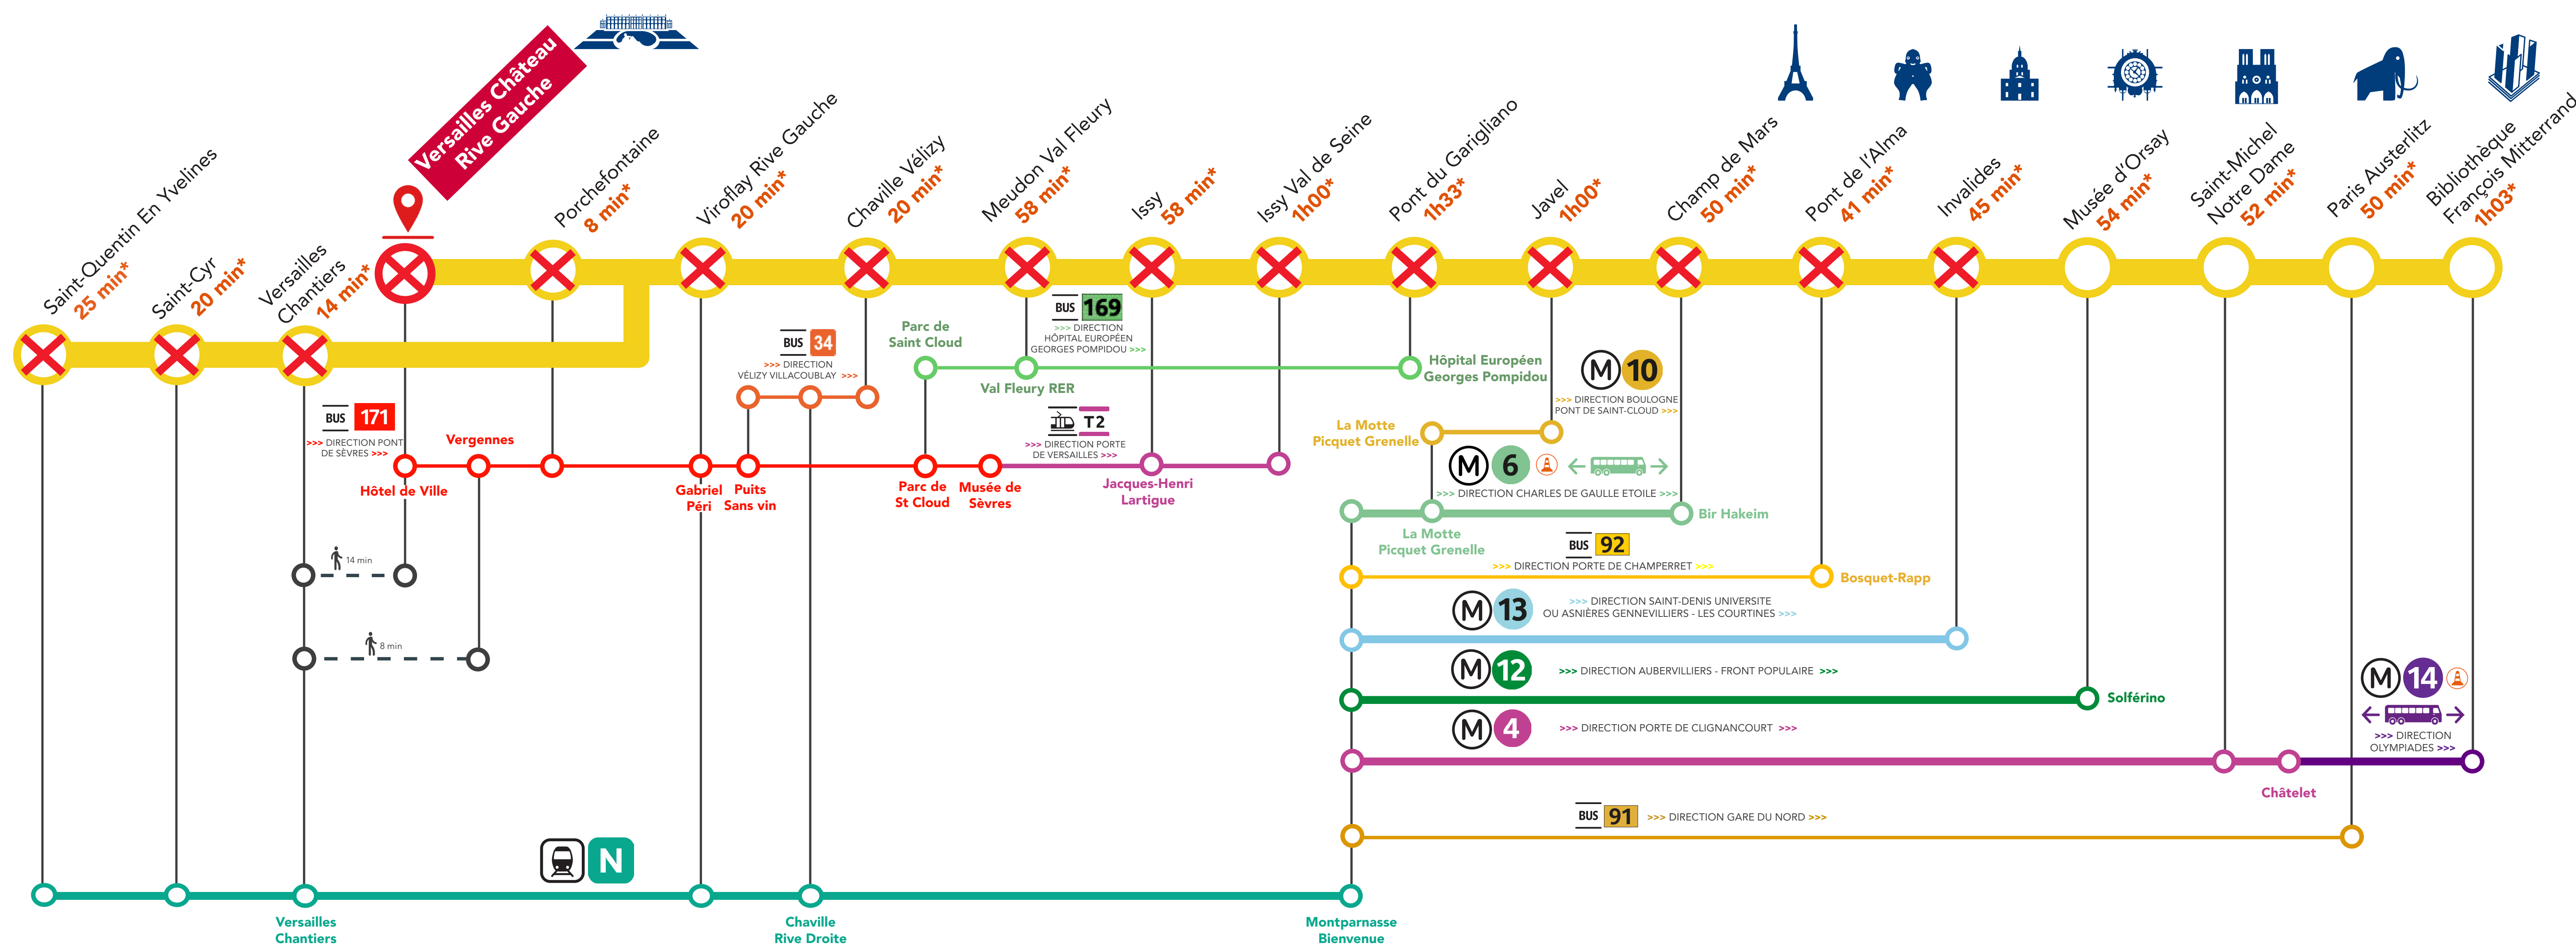 Versailles Château
Rive Gauche
Saint-Quentin En Yvelines
25 min*
Saint-Cyr
20 min*
Versailles
Chantiers
14 min*
Porchefontaine
8 min*
Viroflay Rive Gauche
20 min*
Chaville Vélizy
20 min*
Meudon Val Fleury
58 min*
Issy
58 min*
Issy Val de Seine
1h00*
Pont du Garigliano
1h33*
Javel
1h00*
Champ de Mars
50 min*
Pont de l'Alma
41 min*
Invalides
45 min*
Musée d'Orsay
54 min*
Saint-Michel
Notre Dame
52 min*
Paris Austerlitz
50 min*
Bibliothèque
François Mitterrand
1h03*
BUS 169
>>> DIRECTION
HÔPITAL EUROPÉEN
GEORGES POMPIDOU >>>
BUS 34
>>> DIRECTION
VÉLIZY VILLACOUBLAY >>>
Parc de
Saint Cloud
Val Fleury RER
Hôpital Européen
Georges Pompidou
M 10
>>> DIRECTION BOULOGNE
PONT DE SAINT-CLOUD >>>
BUS 171
>>> DIRECTION PONT
DE SÈVRES >>>
Vergennes
T2
>>> DIRECTION PORTE
DE VERSAILLES >>>
La Motte
Picquet Grenelle
M 6
>>> DIRECTION CHARLES DE GAULLE ETOILE >>>
Hôtel de Ville
Gabriel
Péri
Puits
Sans vin
Parc de
St Cloud
Musée de
Sèvres
Jacques-Henri
Lartigue
Bir Hakeim
La Motte
Picquet Grenelle
14 min
BUS 92
>>> DIRECTION PORTE DE CHAMPERRET >>>
Bosquet-Rapp
M 13
>>> DIRECTION SAINT-DENIS UNIVERSITE
OU ASNIÈRES GENNEVILLIERS - LES COURTINES >>>
8 min
M 12
>>> DIRECTION AUBERVILLIERS - FRONT POPULAIRE >>>
Solférino
M 14
>>> DIRECTION
OLYMPIADES >>>
M 4
>>> DIRECTION PORTE DE CLIGNANCOURT >>>
Châtelet
BUS 91
>>> DIRECTION GARE DU NORD >>>
N
Versailles
Chantiers
Chaville
Rive Droite
Montparnasse
Bienvenue